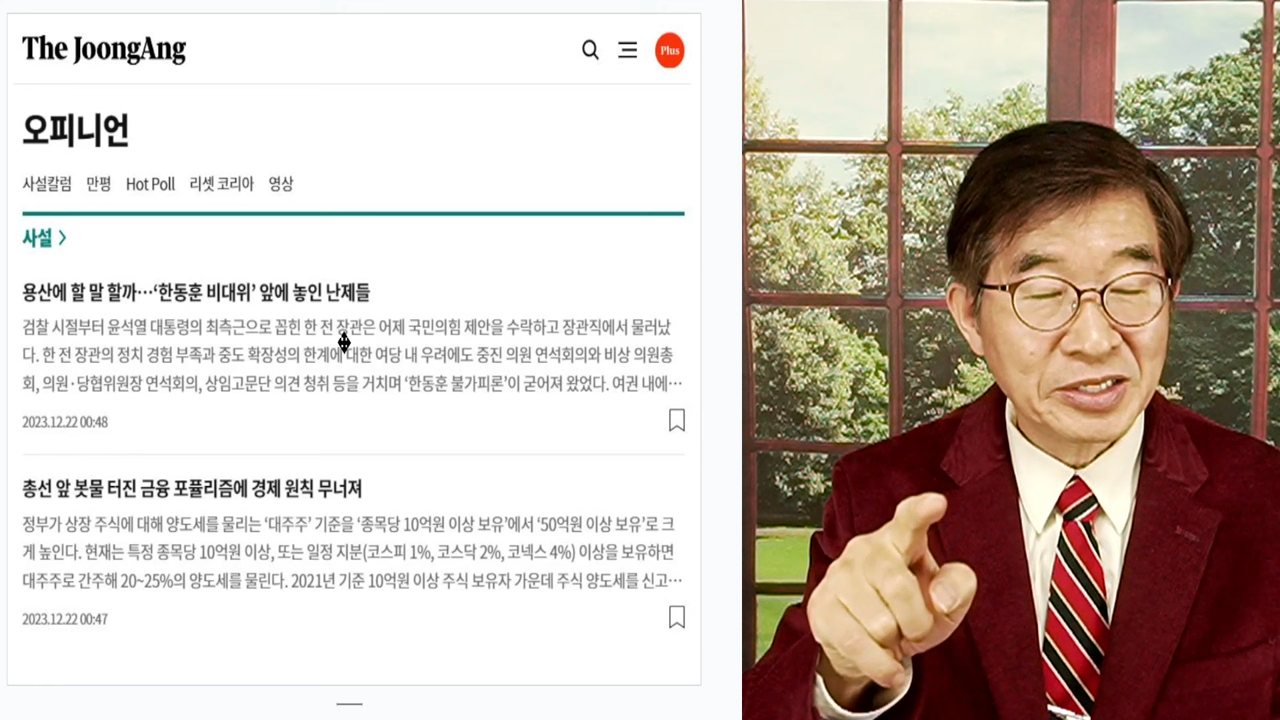 The JoongAng
Plus
오피니언
사설칼럼 만평 Hot Poll 리셋 코리아 영상
사설 >
용산에 할 말 할까…‘한동훈 비대위’ 앞에 놓인 난제들
검찰 시절부터 윤석열 대통령의 최측근으로 꼽힌 한 전 장관은 어제 국민의힘 제안을 수락하고 장관직에서 물러났
다. 한 전 장관의 정치 경험 부족과 중도 확장성의 한계에 대한 여당 내 우려에도 중진 의원 연석회의와 비상 의원총
회, 의원·당협위원장 연석회의, 상임고문단 의견 청취 등을 거치며 ‘한동훈 불가피론’이 굳어져 왔었다. 여권 내에…
2023.12.22 00:48
총선 앞 봇물 터진 금융 포퓰리즘에 경제 원칙 무너져
정부가 상장 주식에 대해 양도세를 물리는 ‘대주주’ 기준을 ‘종목당 10억원 이상 보유’에서 ‘50억원 이상 보유’로 크
게 높인다. 현재는 특정 종목당 10억원 이상, 또는 일정 지분(코스피 1%, 코스닥 2%, 코넥스 4%) 이상을 보유하면
대주주로 간주해 20~25%의 양도세를 물린다. 2021년 기준 10억원 이상 주식 보유자 가운데 주식 양도세를 신고…
2023.12.22 00:47